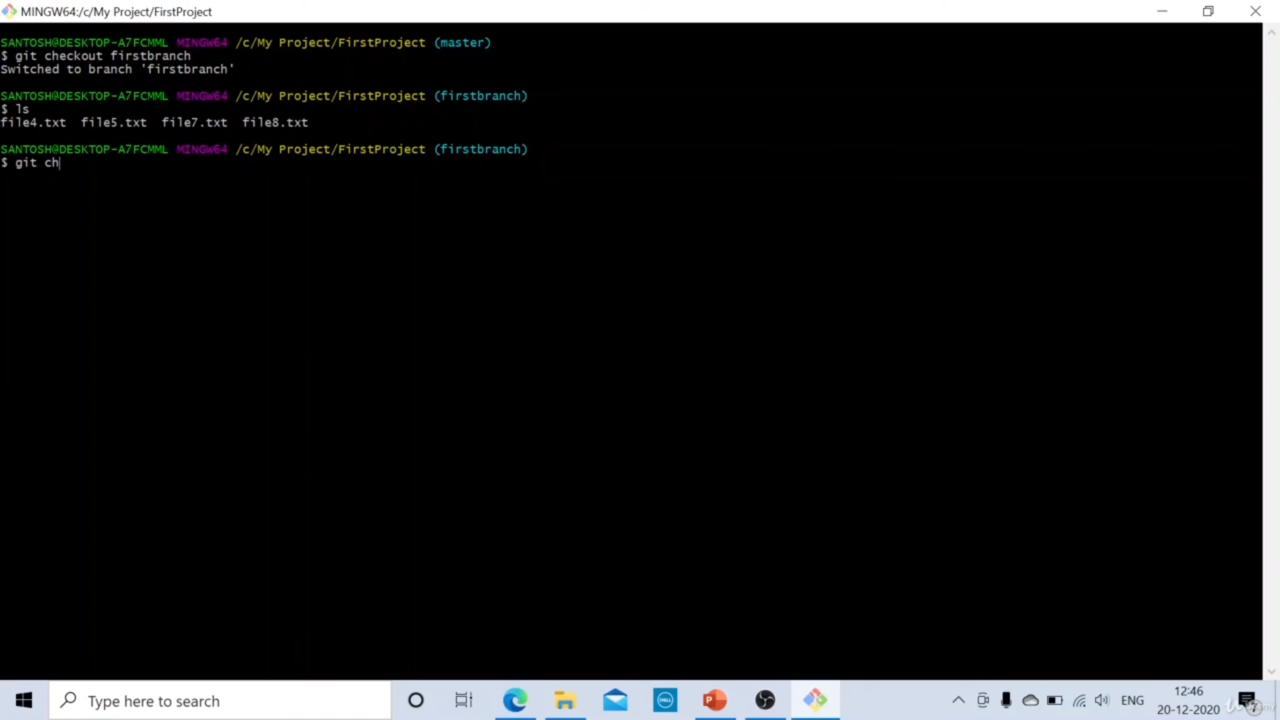 MINGW64:/c/My Project/FirstProject
SANTOSH@DESKTOP-A7FCMML MINGW64 /c/My Project/FirstProject (master)
$ git checkout firstbranch
Switched to branch 'firstbranch'
SANTOSH@DESKTOP-A7FCMML MINGW64 /c/My Project/FirstProject (firstbranch)
$ ls
file4.txt  file5.txt  file7.txt  file8.txt
SANTOSH@DESKTOP-A7FCMML MINGW64 /c/My Project/FirstProject (firstbranch)
$ git ch
Type here to search
DELL
ENG
12:46
20-12-2020